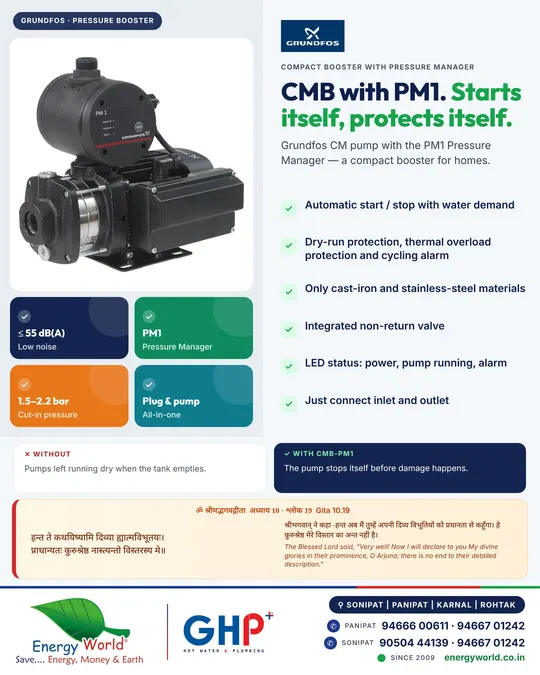 GRUNDFOS · PRESSURE BOOSTER
PM 1
GRUNDFOS
COMPACT BOOSTER WITH PRESSURE MANAGER
CMB with PM1. Starts
itself, protects itself.
Grundfos CM pump with the PM1 Pressure
Manager — a compact booster for homes.
Automatic start / stop with water demand
Dry-run protection, thermal overload
protection and cycling alarm
Only cast-iron and stainless-steel materials
Integrated non-return valve
LED status: power, pump running, alarm
Just connect inlet and outlet
≤ 55 dB(A)
Low noise
PM1
Pressure Manager
1.5–2.2 bar
Cut-in pressure
Plug & pump
All-in-one
✕ WITHOUT
Pumps left running dry when the tank empties.
✓ WITH CMB-PM1
The pump stops itself before damage happens.
ॐ श्रीमद्भगवद्गीता अध्याय 10 · श्लोक 19 Gita 10.19
हन्त ते कथयिष्यामि दिव्या ह्यात्मविभूतयः।
प्राधान्यतः कुरुश्रेष्ठ नास्त्यन्तो विस्तरस्य मे॥
श्रीभगवान् ने कहा -हन्त अब मैं तुम्हें अपनी दिव्य विभूतियों को प्रधानता से कहूँगा। हे
कुरुश्रेष्ठ मेरे विस्तार का अन्त नहीं है।
The Blessed Lord said, "Very well! Now I will declare to you My divine
glories in their prominence, O Arjuna; there is no end to their detailed
description."
Energy World
Save.... Energy, Money & Earth
GHP+
HOT WATER & PLUMBING
SONIPAT | PANIPAT | KARNAL | ROHTAK
PANIPAT 94666 00611 · 94667 01242
SONIPAT 90504 44139 · 94667 01242
SINCE 2009 energyworld.co.in